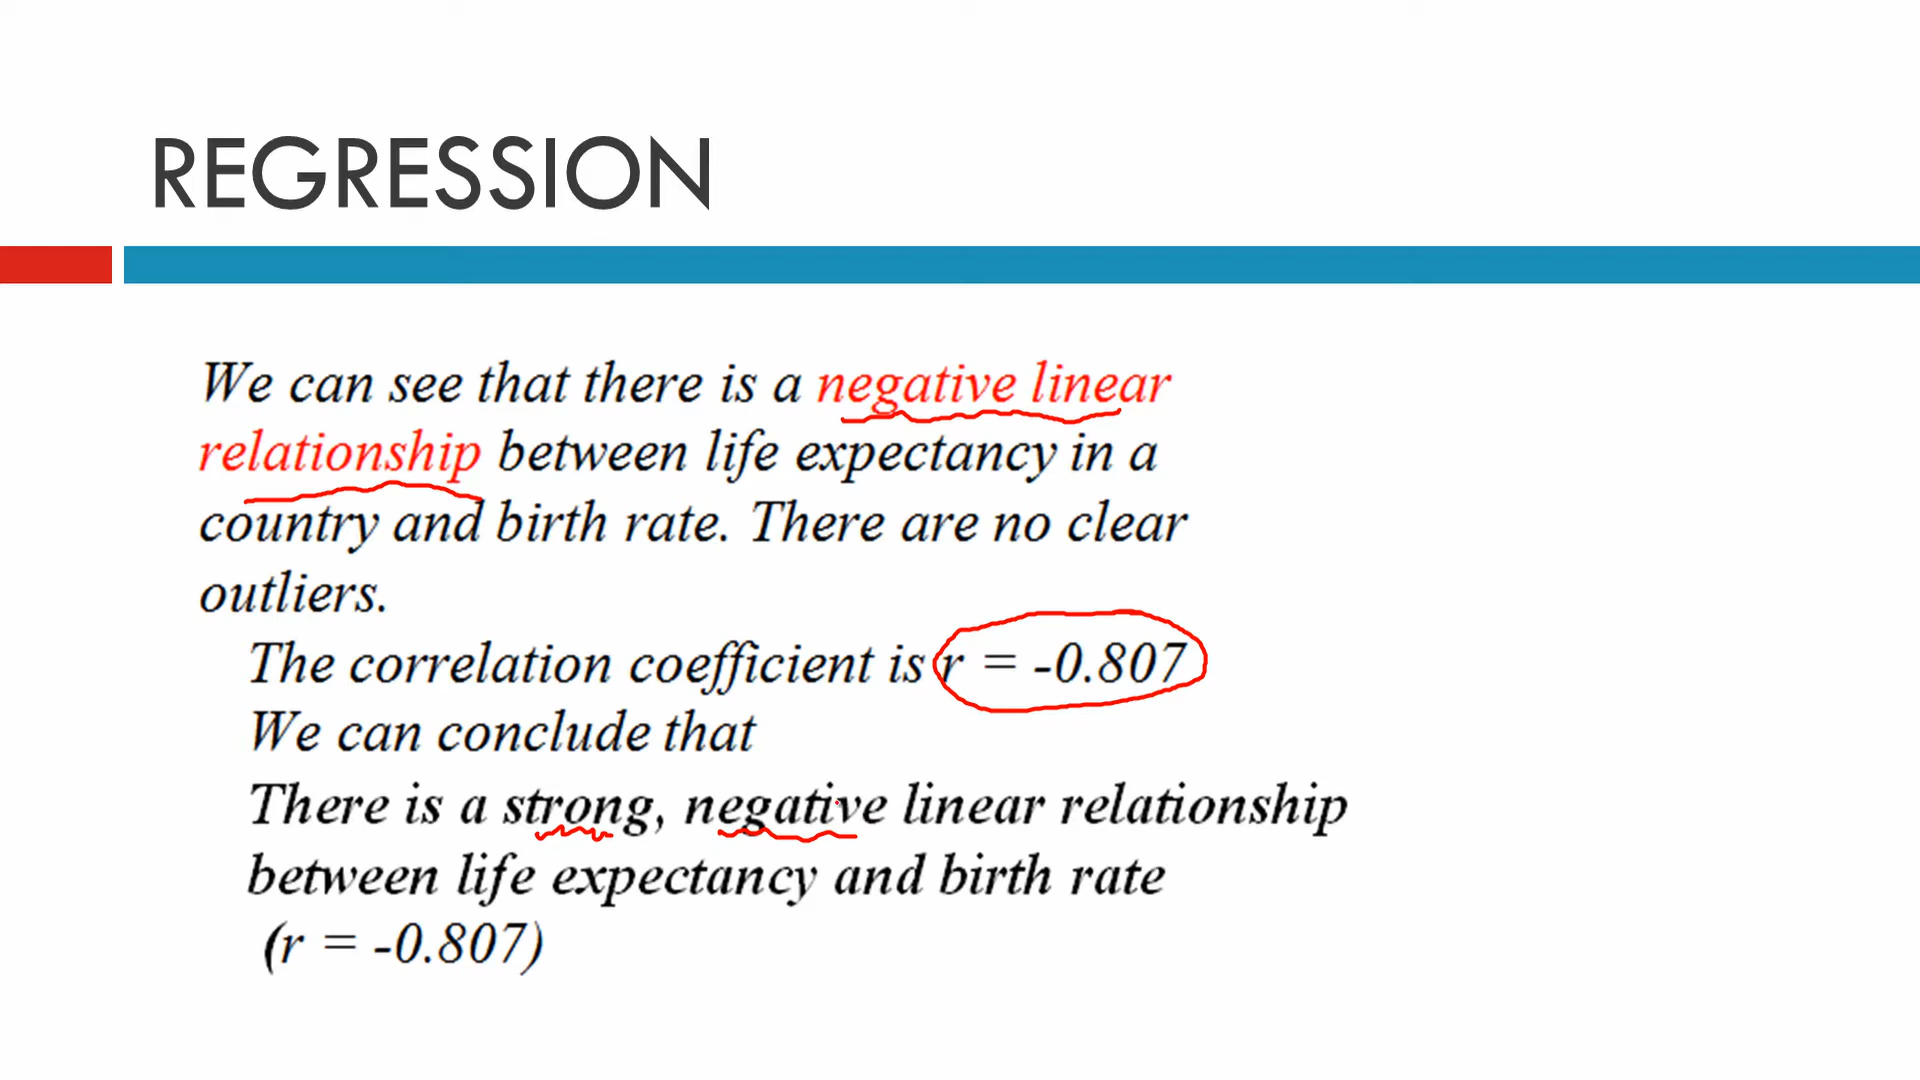 REGRESSION
We can see that there is a negative linear
relationship between life expectancy in a
country and birth rate. There are no clear
outliers.
The correlation coefficient is r = -0.807
We can conclude that
There is a strong, negative linear relationship
between life expectancy and birth rate
(r = -0.807)